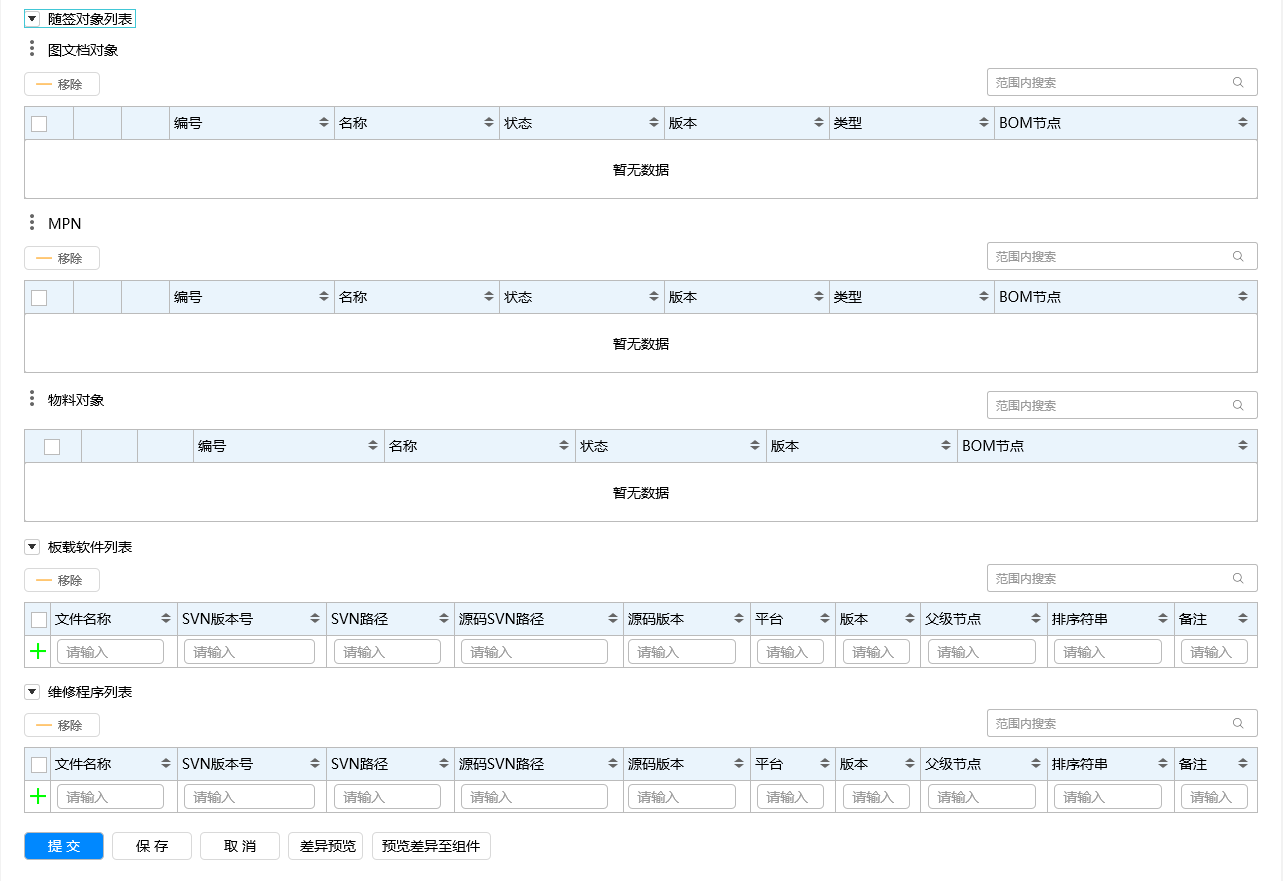 随签对象列表
图文档对象
移除 范围内搜索
编号 名称 状态 版本 类型 BOM节点
暂无数据
MPN
移除 范围内搜索
编号 名称 状态 版本 类型 BOM节点
暂无数据
物料对象 范围内搜索
编号 名称 状态 版本 BOM节点
暂无数据
板载软件列表
移除 范围内搜索
文件名称 SVN版本号 SVN路径 源码SVN路径 源码版本 平台 版本 父级节点 排序符串 备注
请输入 请输入 请输入 请输入 请输入 请输入 请输入 请输入 请输入 请输入
维修程序列表
移除 范围内搜索
文件名称 SVN版本号 SVN路径 源码SVN路径 源码版本 平台 版本 父级节点 排序符串 备注
请输入 请输入 请输入 请输入 请输入 请输入 请输入 请输入 请输入 请输入
提 交 保 存 取 消 差异预览 预览差异至组件